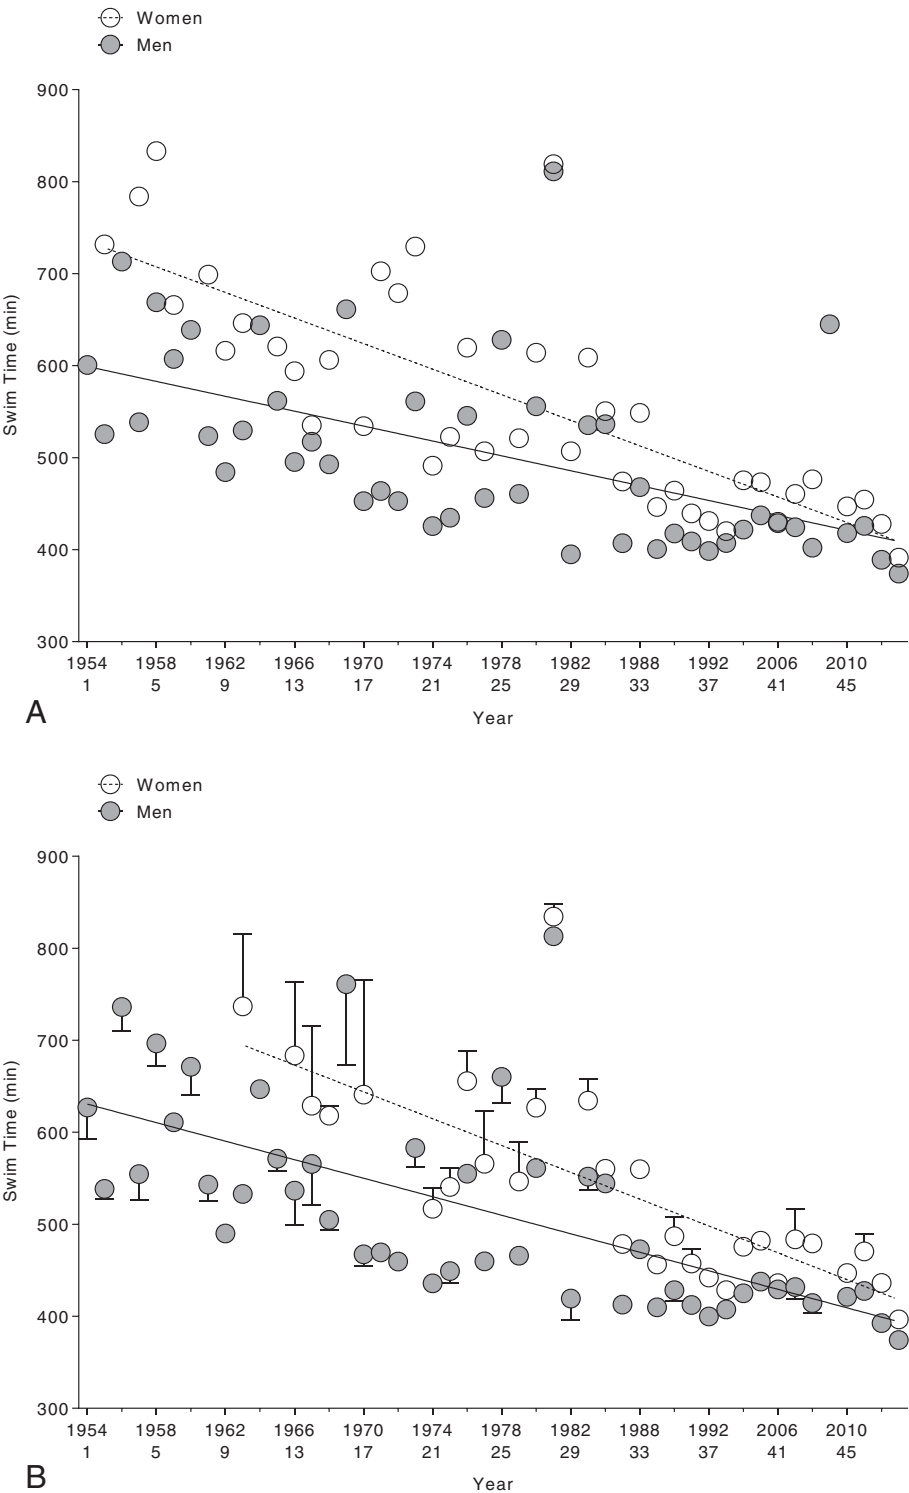 Women
Men
900
800
700
600
500
400
300
Swim Time (min)
1954 1958 1962 1966 1970 1974 1978 1982 1988 1992 2006 2010
1 5 9 13 17 21 25 29 33 37 41 45
A
Year
Women
Men
900
800
700
600
500
400
300
Swim Time (min)
1954 1958 1962 1966 1970 1974 1978 1982 1988 1992 2006 2010
1 5 9 13 17 21 25 29 33 37 41 45
B
Year